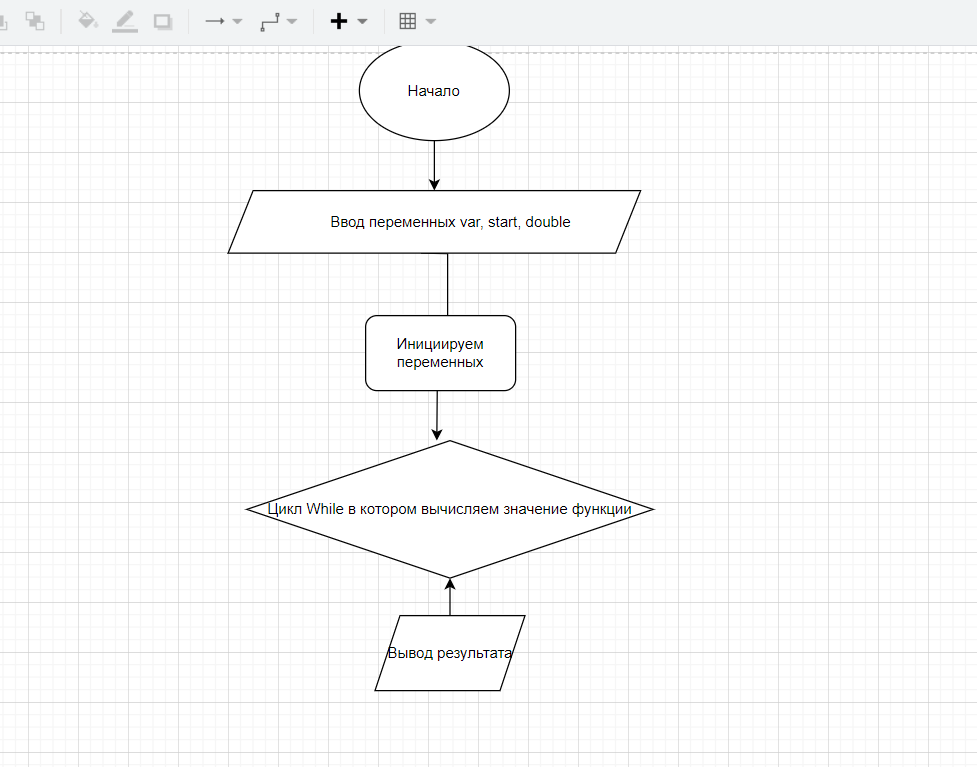 Начало
Ввод переменных var, start, double
Инициируем
переменных
Цикл While в котором вычисляем значение функции
Вывод результата